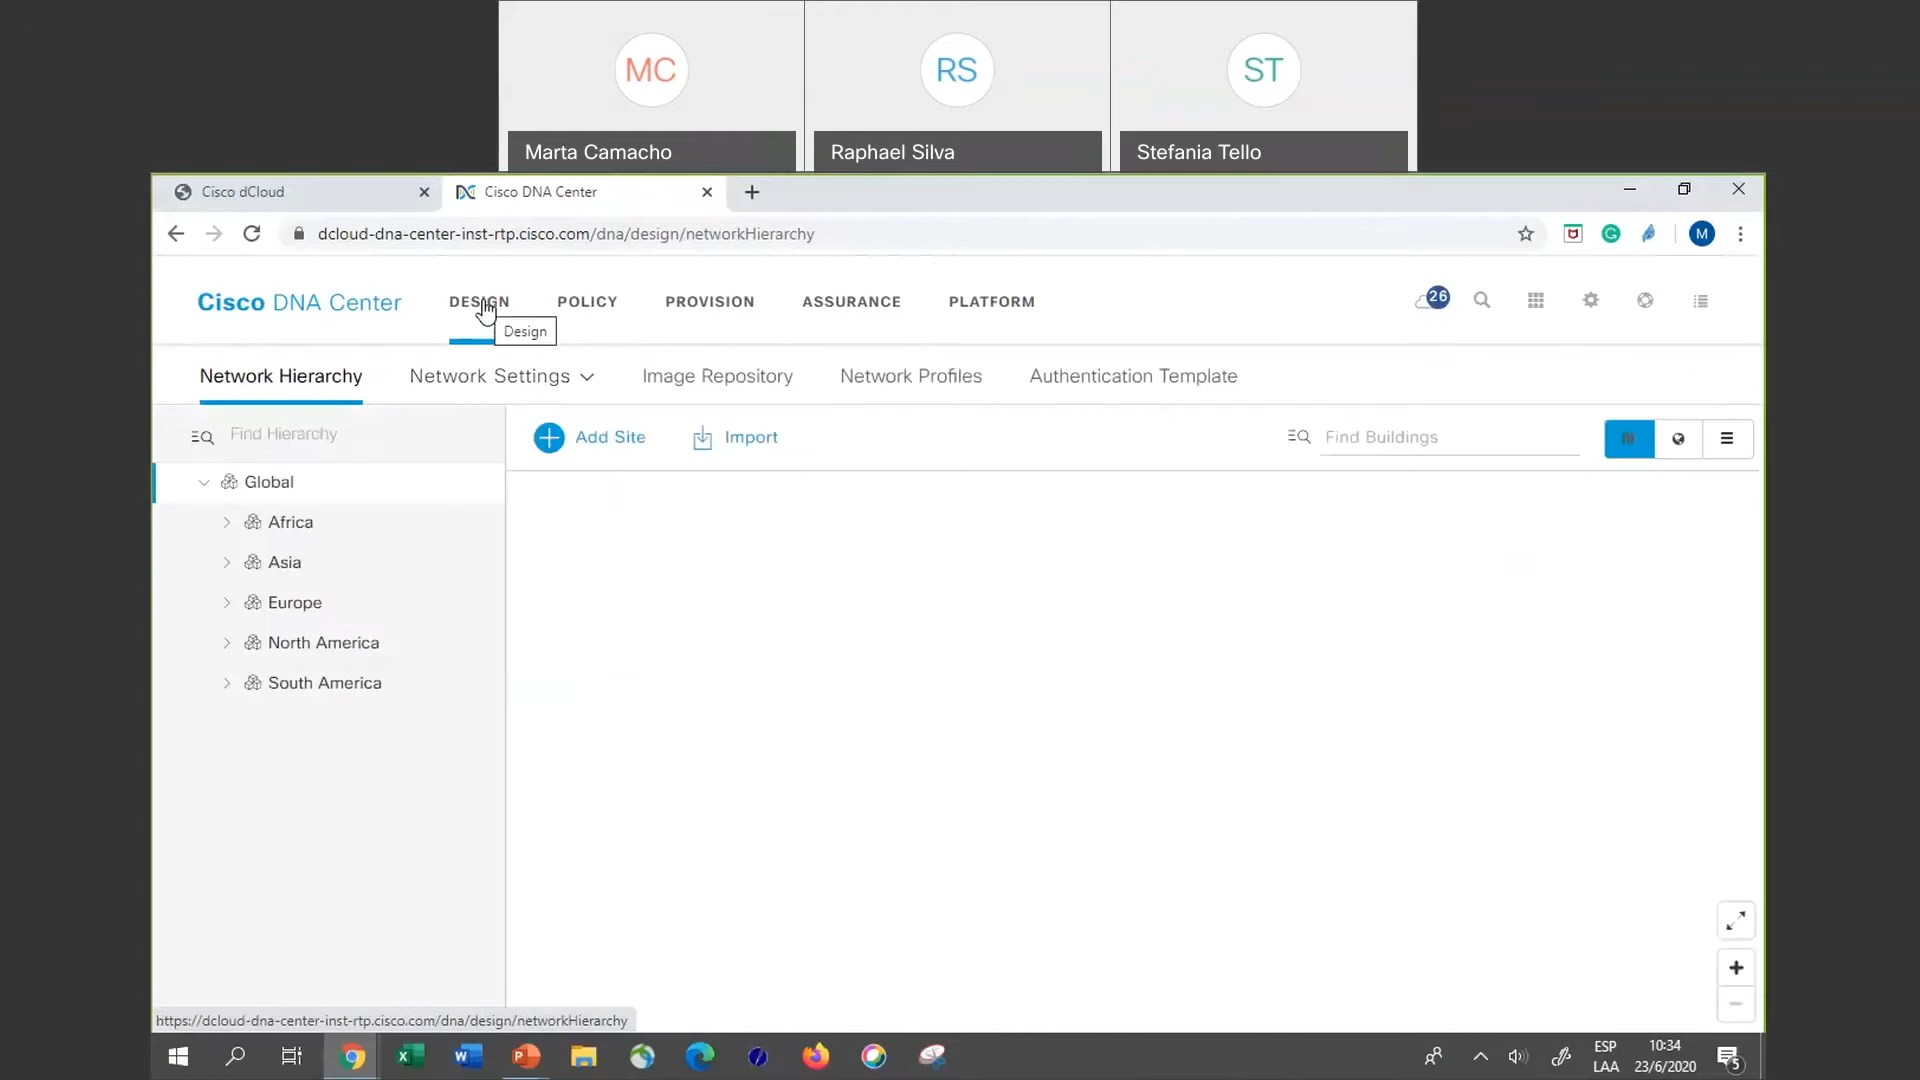 MC
RS
ST
Marta Camacho
Raphael Silva
Stefania Tello
Cisco dCloud
Cisco DNA Center
dcloud-dna-center-inst-rtp.cisco.com/dna/design/networkHierarchy
M
Cisco DNA Center
DESIGN
POLICY
PROVISION
ASSURANCE
PLATFORM
26
Design
Network Hierarchy
Network Settings
Image Repository
Network Profiles
Authentication Template
Find Hierarchy
Add Site
Import
Find Buildings
Global
Africa
Asia
Europe
North America
South America
https://dcloud-dna-center-inst-rtp.cisco.com/dna/design/networkHierarchy
ESP
LAA
10:34
23/6/2020
5